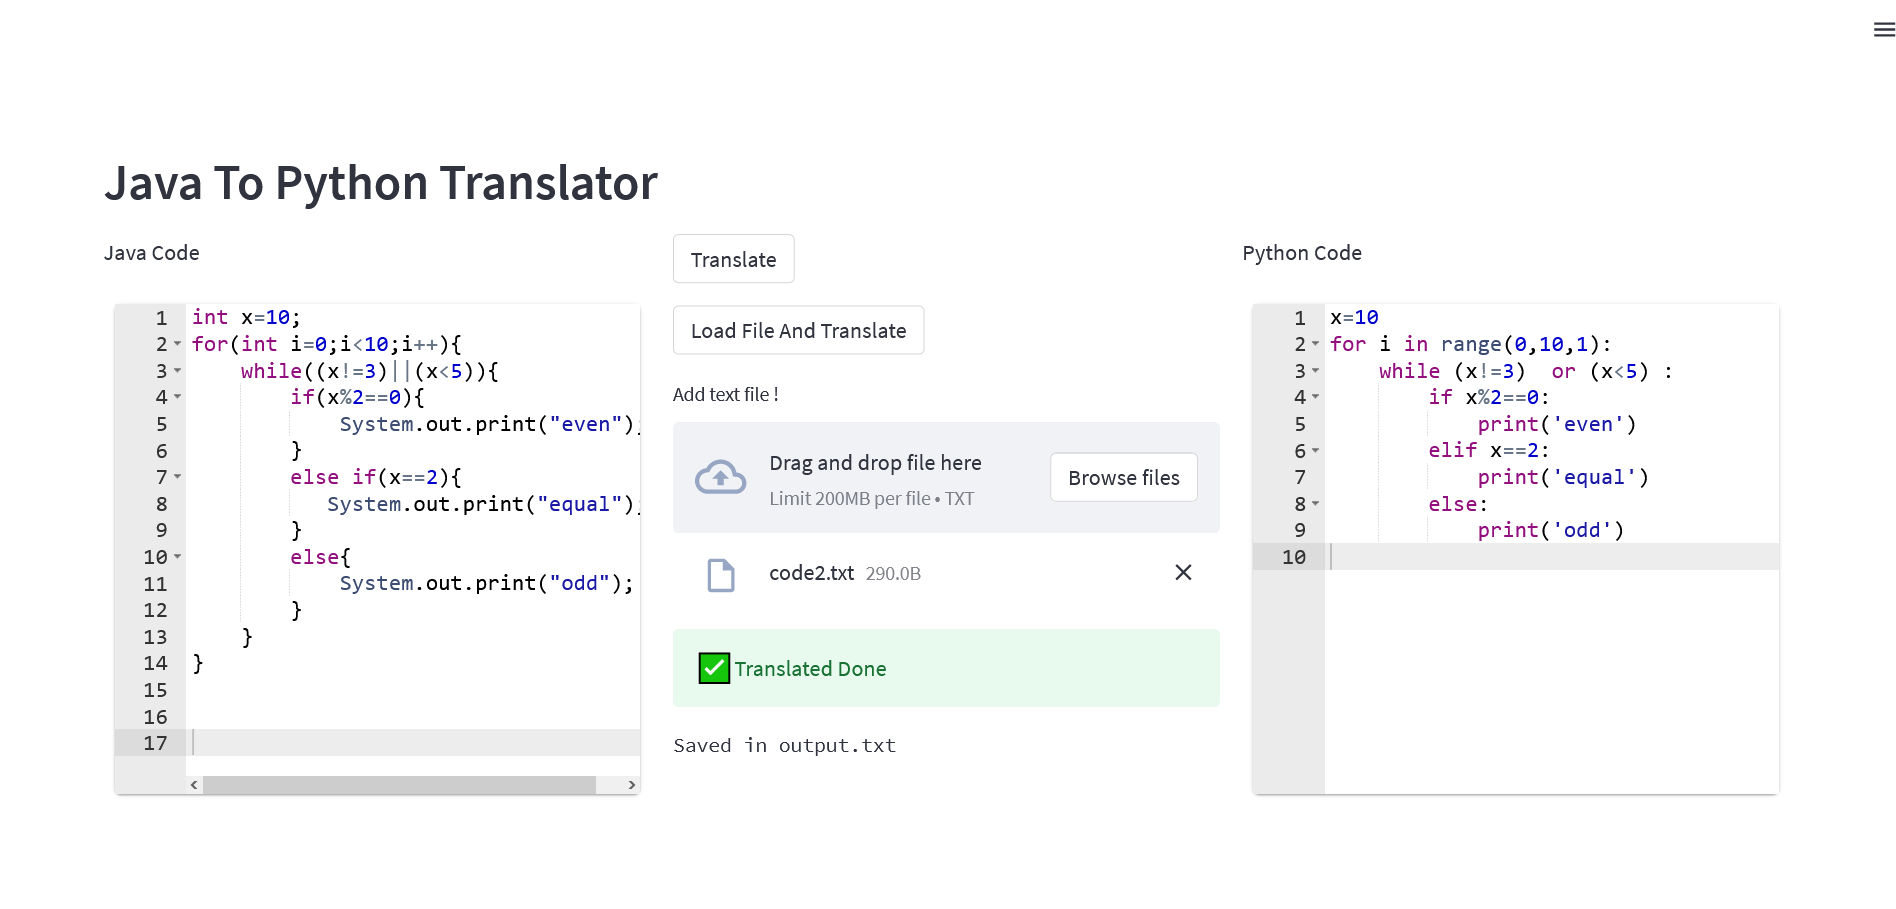 Java To Python Translator
Java Code
1 int x=10;
2 for(int i=0;i<10;i++){
3     while((x!=3)||(x<5)){
4         if(x%2==0){
5             System.out.print("even");
6         }
7         else if(x==2){
8            System.out.print("equal");
9         }
10         else{
11             System.out.print("odd");
12         }
13     }
14 }
15
16
17
Translate
Load File And Translate
Add text file !
Drag and drop file here
Limit 200MB per file • TXT
Browse files
code2.txt 290.0B
Translated Done
Saved in output.txt
Python Code
1 x=10
2 for i in range(0,10,1):
3     while (x!=3)  or (x<5) :
4         if x%2==0:
5             print('even')
6         elif x==2:
7             print('equal')
8         else:
9             print('odd')
10